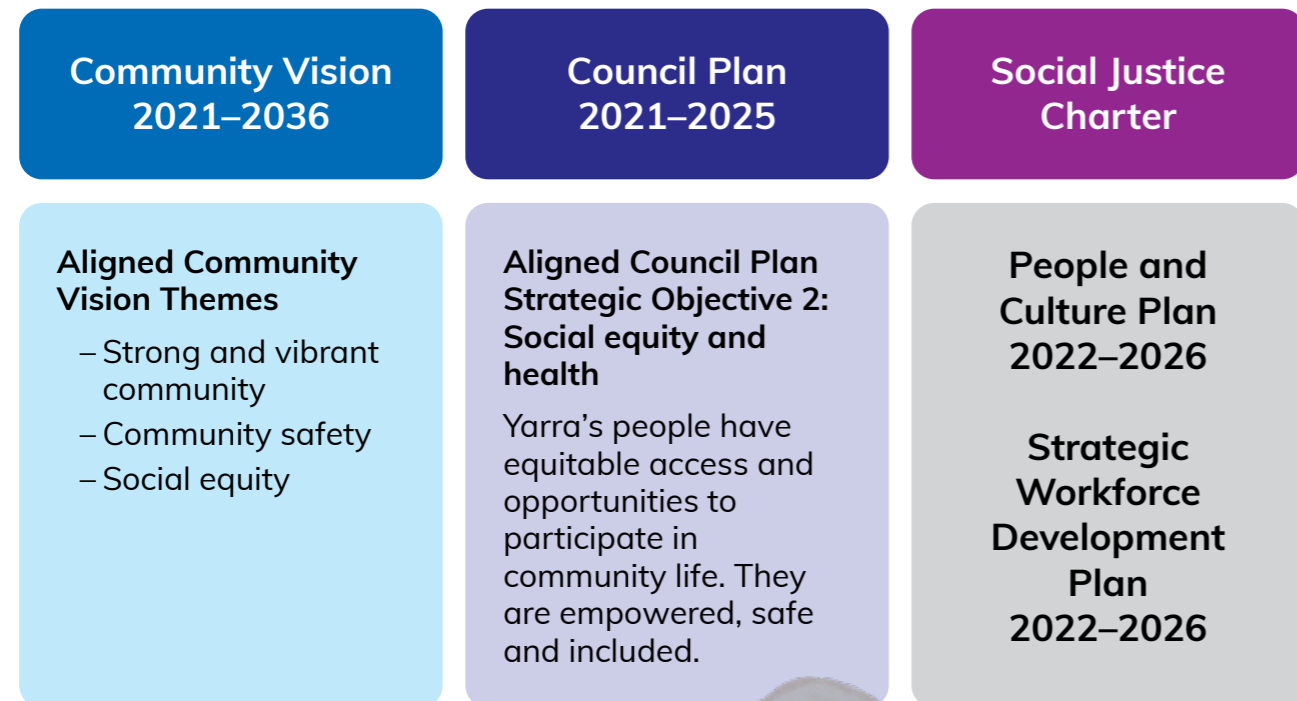 Community Vision
2021–2036
Aligned Community
Vision Themes
– Strong and vibrant
community
– Community safety
– Social equity
Council Plan
2021–2025
Aligned Council Plan
Strategic Objective 2:
Social equity and
health
Yarra’s people have
equitable access and
opportunities to
participate in
community life. They
are empowered, safe
and included.
Social Justice
Charter
People and
Culture Plan
2022–2026
Strategic
Workforce
Development
Plan
2022–2026